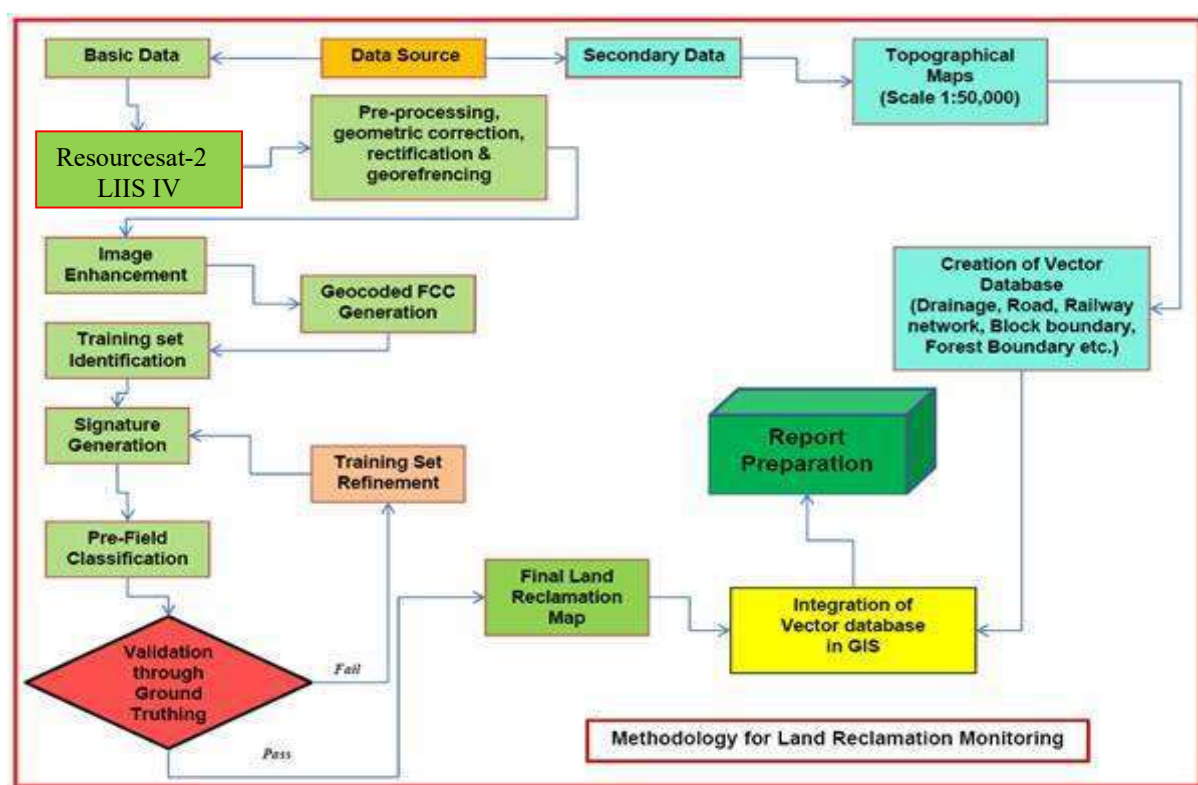 Basic Data
Data Source
Secondary Data
Topographical
Maps
(Scale 1:50,000)
Resourcesat-2
LIIS IV
Pre-processing,
geometric correction,
rectification &
georefrencing
Image
Enhancement
Geocoded FCC
Generation
Creation of Vector
Database
(Drainage, Road, Railway
network, Block boundary,
Forest Boundary etc.)
Training set
Identification
Signature
Generation
Training Set
Refinement
Report
Preparation
Pre-Field
Classification
Final Land
Reclamation
Map
Integration of
Vector database
in GIS
Validation
through
Ground
Truthing
Fail
Pass
Methodology for Land Reclamation Monitoring